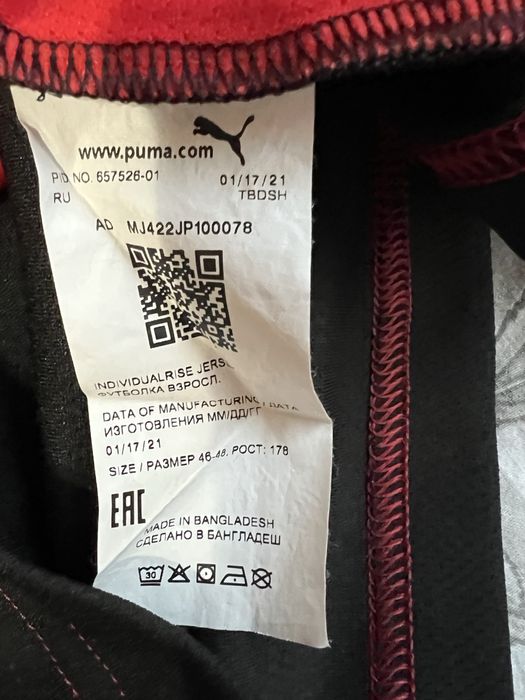 www.puma.com
PID NO. 657526-01 01/17/21
RU TBDSH
AD MJ422JP100078
INDIVIDUALRISE JERS
ФУТБОЛКА ВЗРОСЛ.
DATA OF MANUFACTURING / ДАТА
ИЗГОТОВЛЕНИЯ ММ/ДД/ГГ
01/17/21
SIZE / РАЗМЕР 46-48, РОСТ: 178
EAC
MADE IN BANGLADESH
СДЕЛАНО В БАНГЛАДЕШ
30